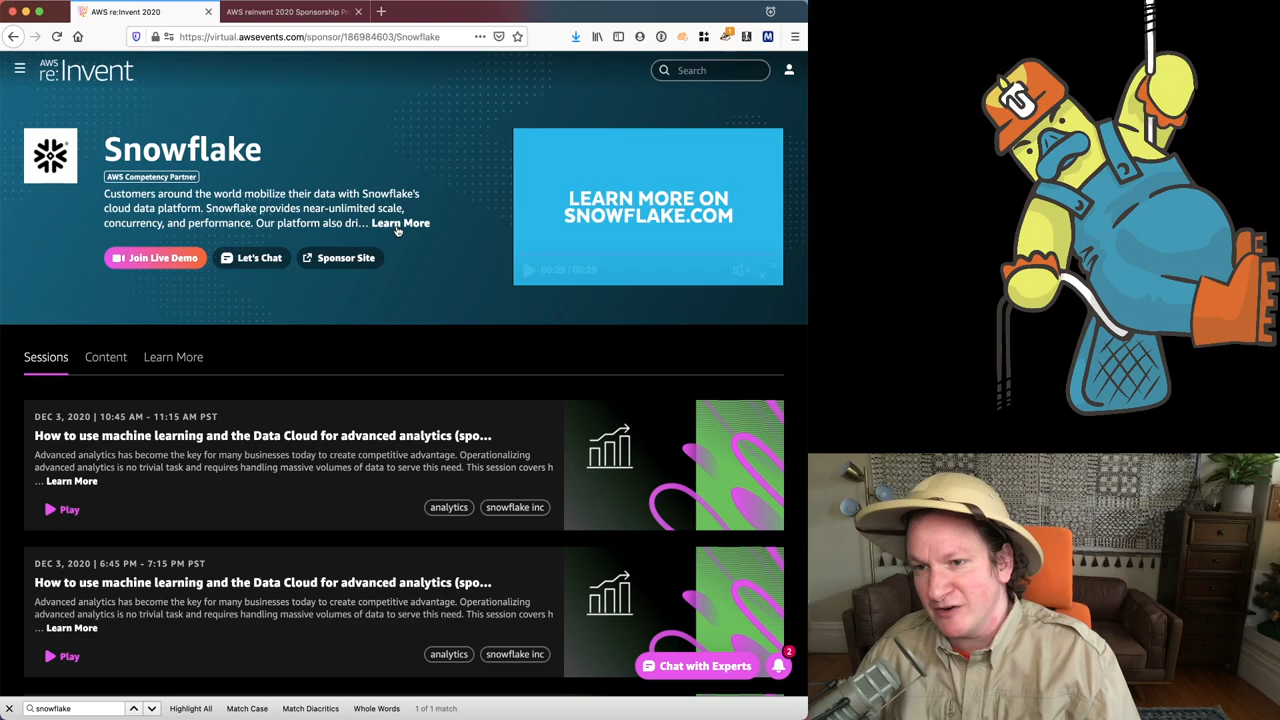 AWS re:Invent 2020
AWS reInvent 2020 Sponsorship Pr
https://virtual.awsevents.com/sponsor/186984603/Snowflake
AWS
re:Invent
Search
Snowflake
AWS Competency Partner
Customers around the world mobilize their data with Snowflake's
cloud data platform. Snowflake provides near-unlimited scale,
concurrency, and performance. Our platform also dri... Learn More
Join Live Demo
Let's Chat
Sponsor Site
LEARN MORE ON
SNOWFLAKE.COM
00:29 / 00:29
Sessions
Content
Learn More
DEC 3, 2020 | 10:45 AM - 11:15 AM PST
How to use machine learning and the Data Cloud for advanced analytics (spo...
Advanced analytics has become the key for many businesses today to create competitive advantage. Operationalizing
advanced analytics is no trivial task and requires handling massive volumes of data to serve this need. This session covers h
... Learn More
Play
analytics
snowflake inc
DEC 3, 2020 | 6:45 PM - 7:15 PM PST
How to use machine learning and the Data Cloud for advanced analytics (spo...
Advanced analytics has become the key for many businesses today to create competitive advantage. Operationalizing
advanced analytics is no trivial task and requires handling massive volumes of data to serve this need. This session covers h
... Learn More
Play
analytics
snowflake inc
Chat with Experts
2
snowflake
Highlight All
Match Case
Match Diacritics
Whole Words
1 of 1 match